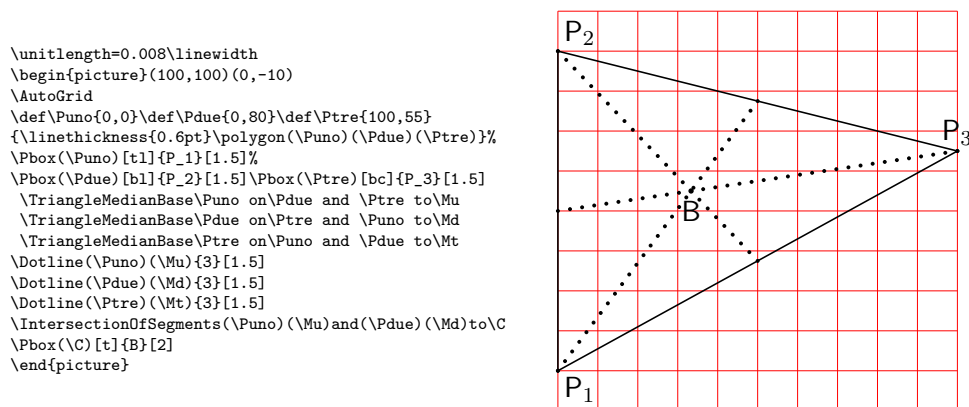 \unitlength=0.008\linewidth
\begin{picture}(100,100)(0,-10)
\AutoGrid
\def\Puno{0,0}\def\Pdue{0,80}\def\Ptre{100,55}
{\linethickness{0.6pt}\polygon(\Puno)(\Pdue)(\Ptre)}%
\Pbox(\Puno)[tl]{P_1}[1.5]%
\Pbox(\Pdue)[bl]{P_2}[1.5]\Pbox(\Ptre)[bc]{P_3}[1.5]
\TriangleMedianBase\Puno on\Pdue and \Ptre to\Mu
\TriangleMedianBase\Pdue on\Ptre and \Puno to\Md
\TriangleMedianBase\Ptre on\Puno and \Pdue to\Mt
\Dotline(\Puno)(\Mu){3}[1.5]
\Dotline(\Pdue)(\Md){3}[1.5]
\Dotline(\Ptre)(\Mt){3}[1.5]
\IntersectionOfSegments(\Puno)(\Mu)and(\Pdue)(\Md)to\C
\Pbox(\C)[t]{B}[2]
\end{picture}
P₂
P₃
B
P₁